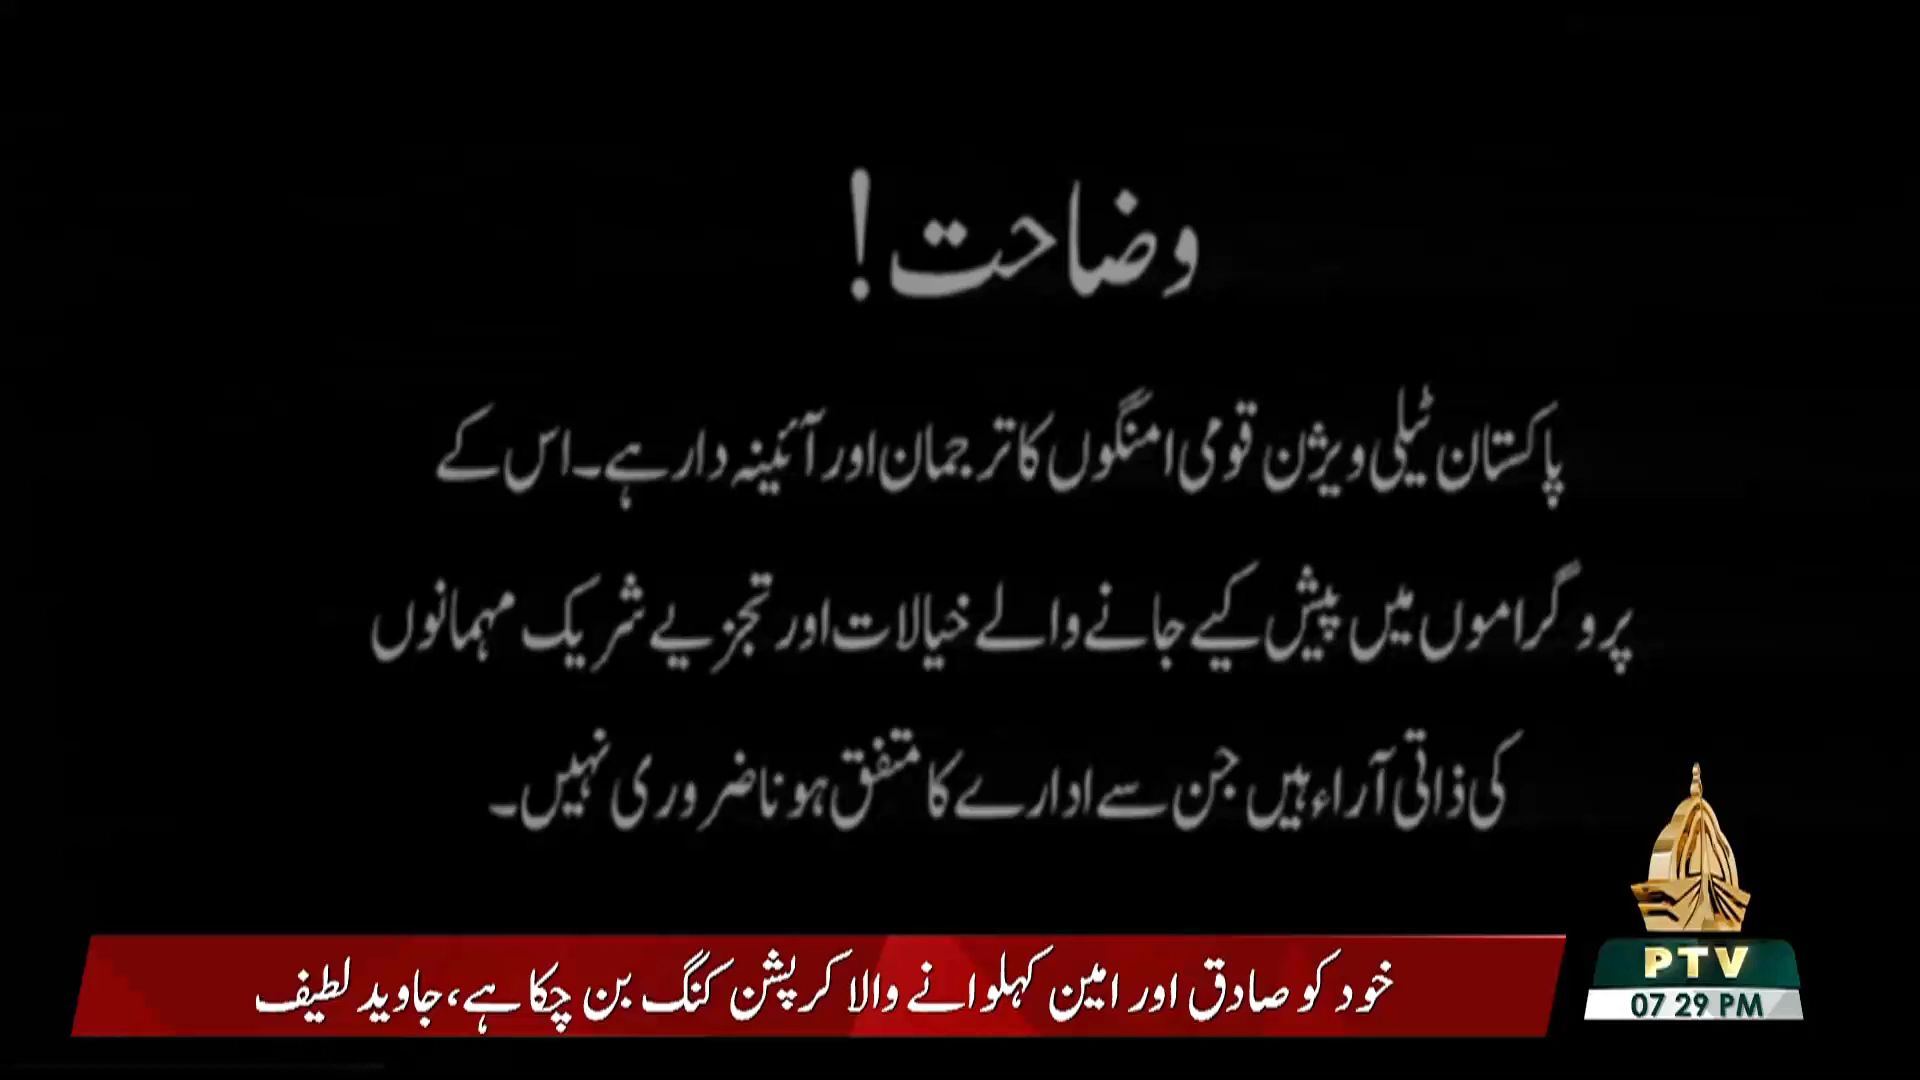 وضاحت!
پاکستان ٹیلی ویژن قومی امنگوں کا ترجمان اور آئینہ دار ہے۔ اس کے
پروگراموں میں پیش کیے جانے والے خیالات اور تجزیے شریک مہمانوں
کی ذاتی آراء ہیں جن سے ادارے کا متفق ہونا ضروری نہیں۔
خود کو صادق اور امین کہلوانے والا کرپشن کنگ بن چکا ہے، جاوید لطیف
PTV
07 29 PM